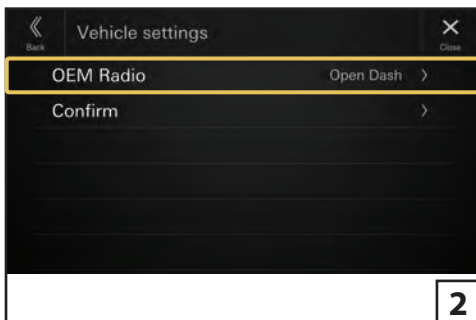 Back
Vehicle settings
Close
OEM Radio
Open Dash
Confirm
2